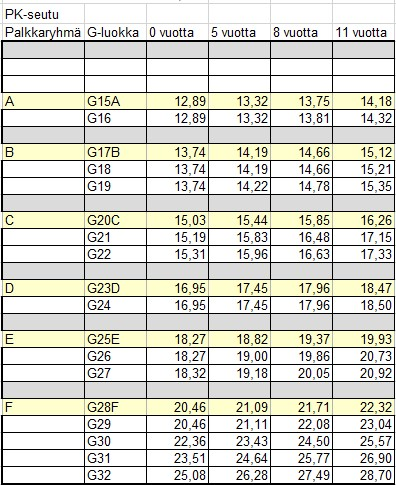 PK-seutu
Palkkaryhmä G-luokka 0 vuotta 5 vuotta 8 vuotta 11 vuotta
A G15A 12,89 13,32 13,75 14,18
G16 12,89 13,32 13,81 14,32
B G17B 13,74 14,19 14,66 15,12
G18 13,74 14,19 14,66 15,21
G19 13,74 14,22 14,78 15,35
C G20C 15,03 15,44 15,85 16,26
G21 15,19 15,83 16,48 17,15
G22 15,31 15,96 16,63 17,33
D G23D 16,95 17,45 17,96 18,47
G24 16,95 17,45 17,96 18,50
E G25E 18,27 18,82 19,37 19,93
G26 18,27 19,00 19,86 20,73
G27 18,32 19,18 20,05 20,92
F G28F 20,46 21,09 21,71 22,32
G29 20,46 21,11 22,08 23,04
G30 22,36 23,43 24,50 25,57
G31 23,51 24,64 25,77 26,90
G32 25,08 26,28 27,49 28,70